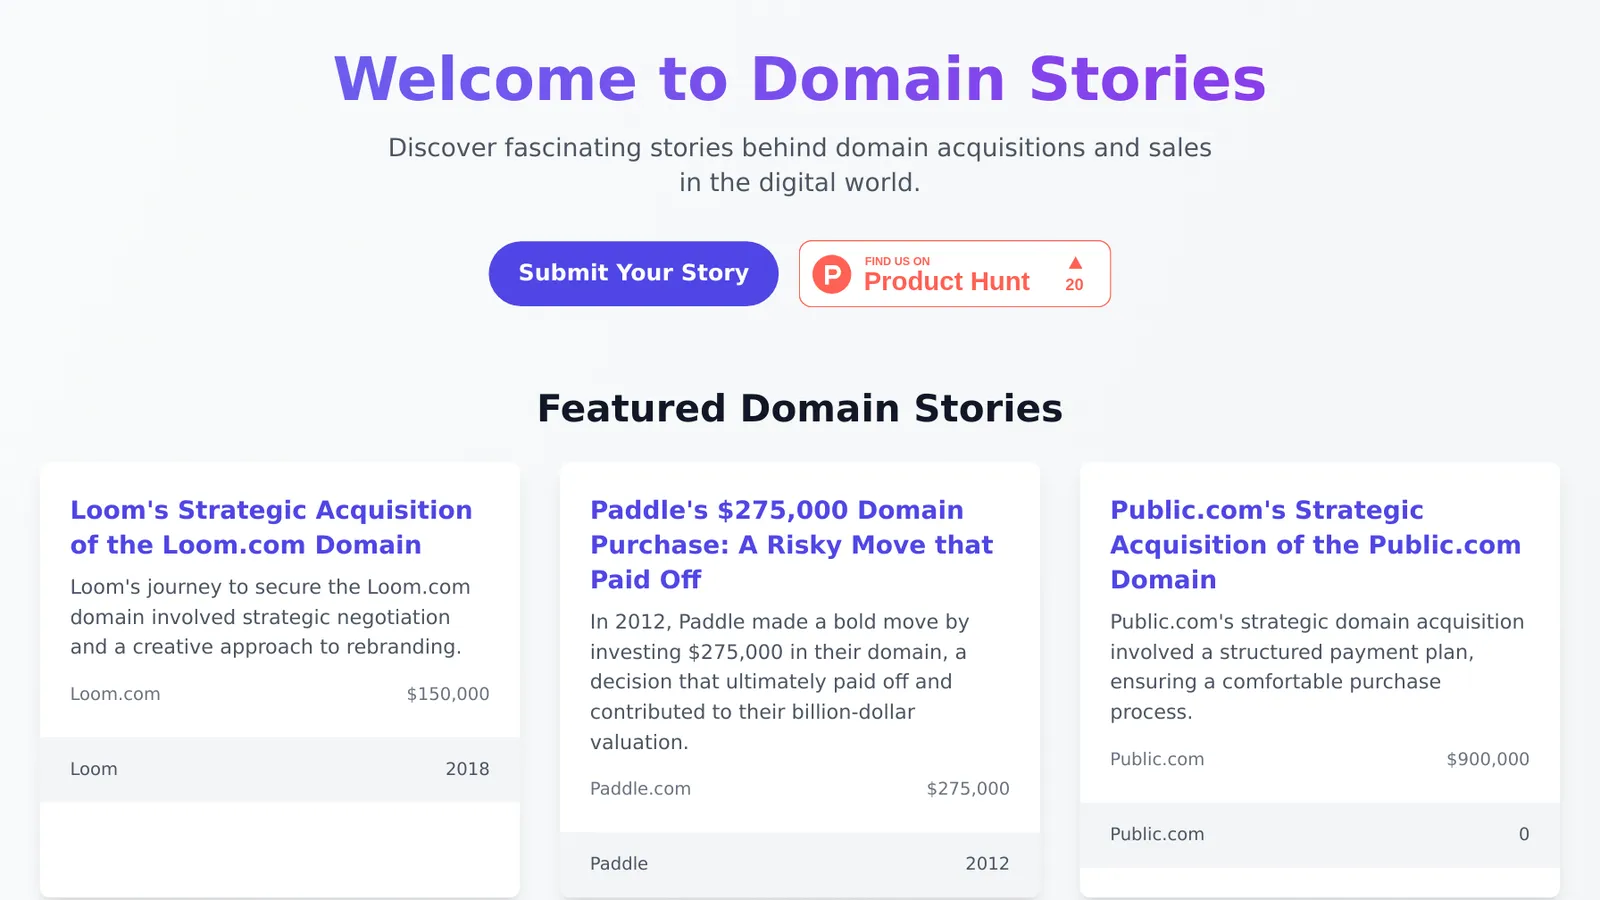 Welcome to Domain Stories
Discover fascinating stories behind domain acquisitions and sales
in the digital world.
Submit Your Story
FIND US ON
Product Hunt
20
Featured Domain Stories
Loom's Strategic Acquisition
of the Loom.com Domain
Loom's journey to secure the Loom.com
domain involved strategic negotiation
and a creative approach to rebranding.
Loom.com $150,000
Loom 2018
Paddle's $275,000 Domain
Purchase: A Risky Move that
Paid Off
In 2012, Paddle made a bold move by
investing $275,000 in their domain, a
decision that ultimately paid off and
contributed to their billion-dollar
valuation.
Paddle.com $275,000
Paddle 2012
Public.com's Strategic
Acquisition of the Public.com
Domain
Public.com's strategic domain acquisition
involved a structured payment plan,
ensuring a comfortable purchase
process.
Public.com $900,000
Public.com 0